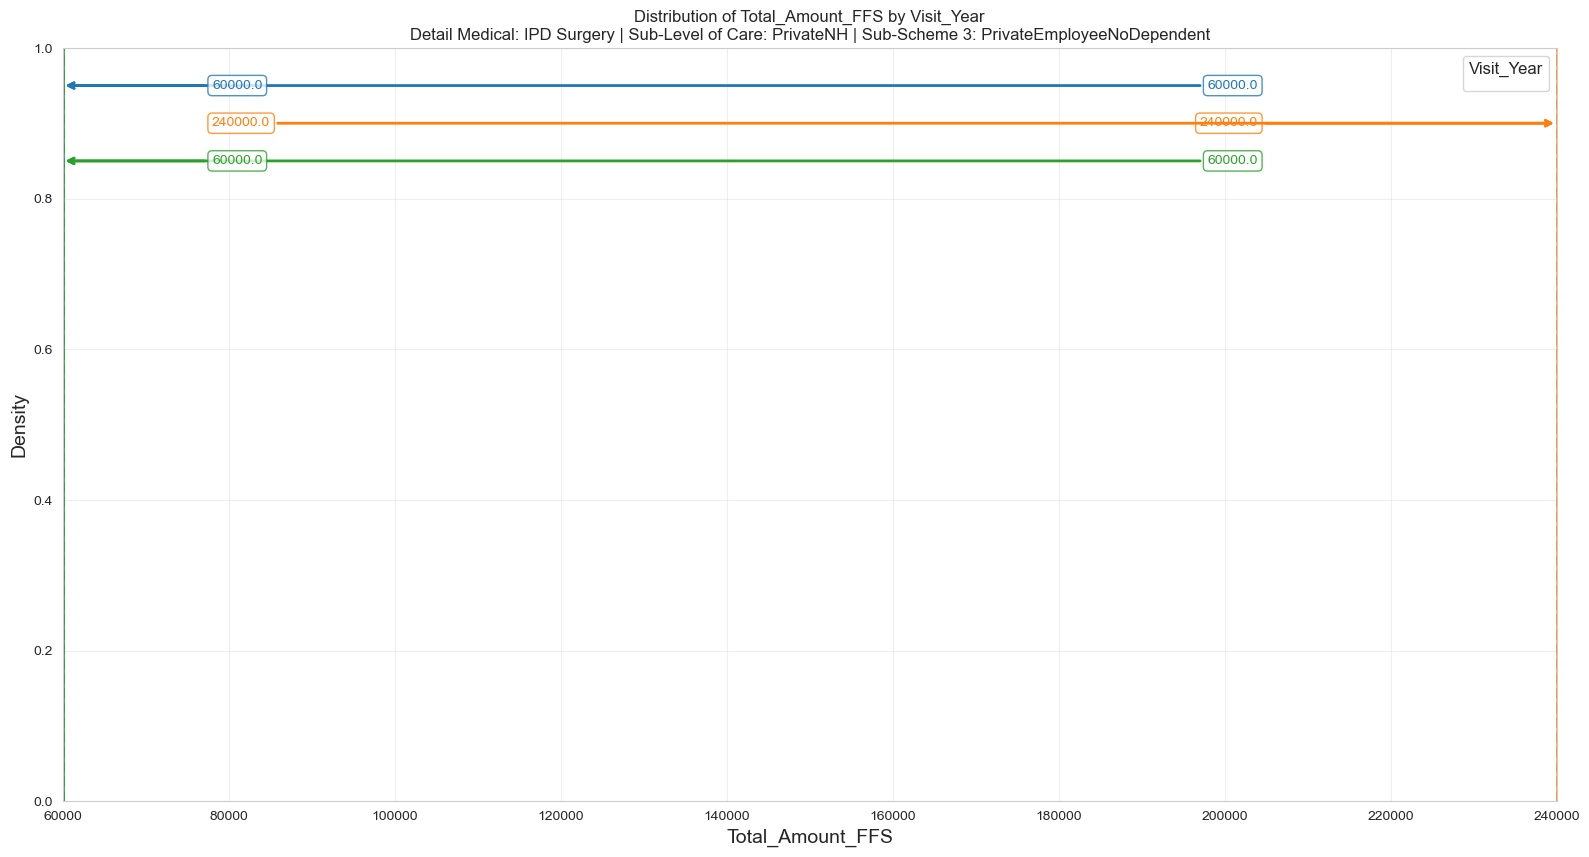 Distribution of Total_Amount_FFS by Visit_Year
Detail Medical: IPD Surgery | Sub-Level of Care: PrivateNH | Sub-Scheme 3: PrivateEmployeeNoDependent
1.0
Visit_Year
60000.0 60000.0
240000.0 240000.0
60000.0 60000.0
0.8
0.6
Density
0.4
0.2
0.0
60000 80000 100000 120000 140000 160000 180000 200000 220000 240000
Total_Amount_FFS